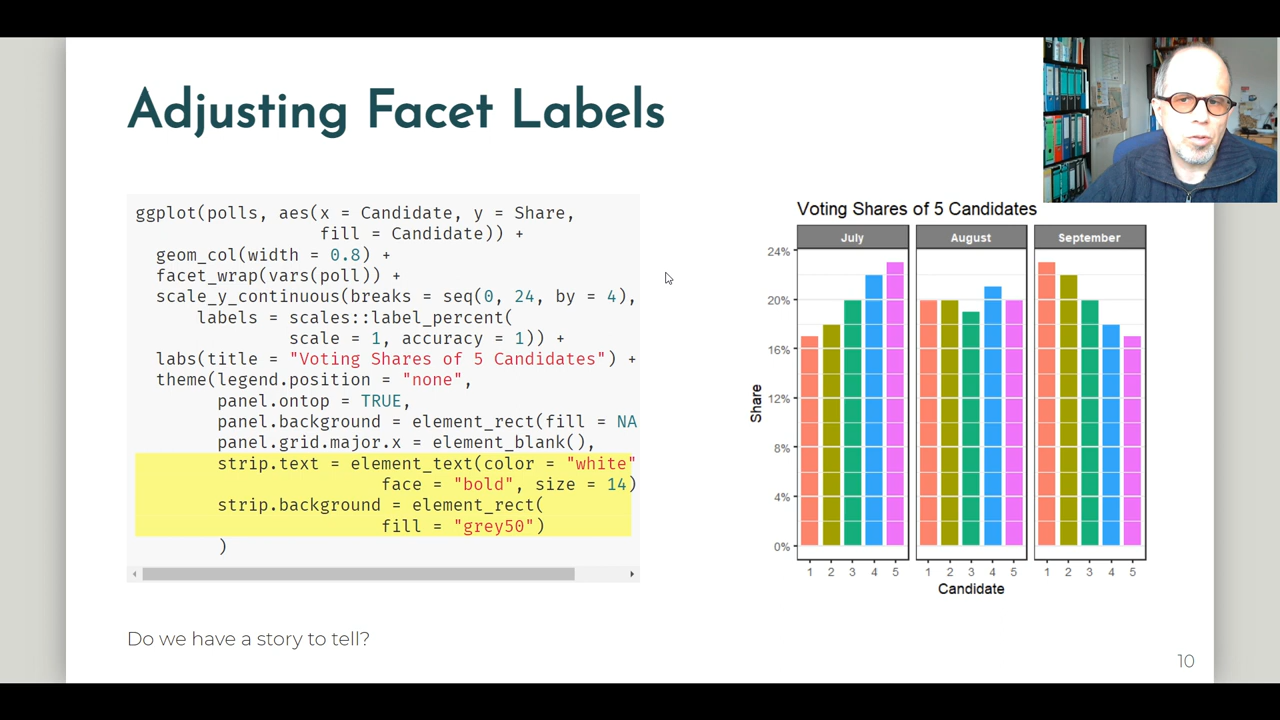 Adjusting Facet Labels
ggplot(polls, aes(x = Candidate, y = Share,
fill = Candidate)) +
geom_col(width = 0.8) +
facet_wrap(vars(poll)) +
scale_y_continuous(breaks = seq(0, 24, by = 4),
labels = scales::label_percent(
scale = 1, accuracy = 1)) +
labs(title = "Voting Shares of 5 Candidates") +
theme(legend.position = "none",
panel.ontop = TRUE,
panel.background = element_rect(fill = NA
panel.grid.major.x = element_blank(),
strip.text = element_text(color = "white"
face = "bold", size = 14)
strip.background = element_rect(
fill = "grey50")
)
Do we have a story to tell?
Voting Shares of 5 Candidates
July August September
24%
20%
16%
12%
8%
4%
0%
Share
1 2 3 4 5 1 2 3 4 5 1 2 3 4 5
Candidate
10